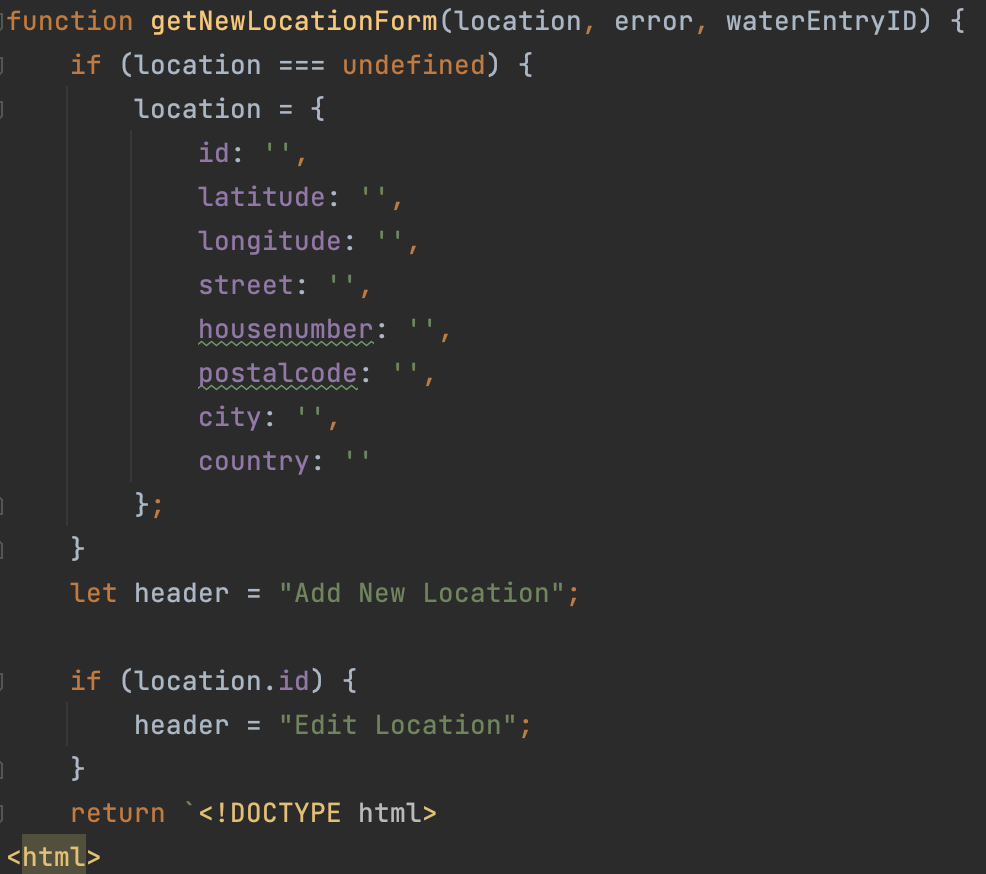 function getNewLocationForm(location, error, waterEntryID) {
    if (location === undefined) {
        location = {
            id: '',
            latitude: '',
            longitude: '',
            street: '',
            housenumber: '',
            postalcode: '',
            city: '',
            country: ''
        };
    }
    let header = "Add New Location";

    if (location.id) {
        header = "Edit Location";
    }
    return `<!DOCTYPE html>
<html>